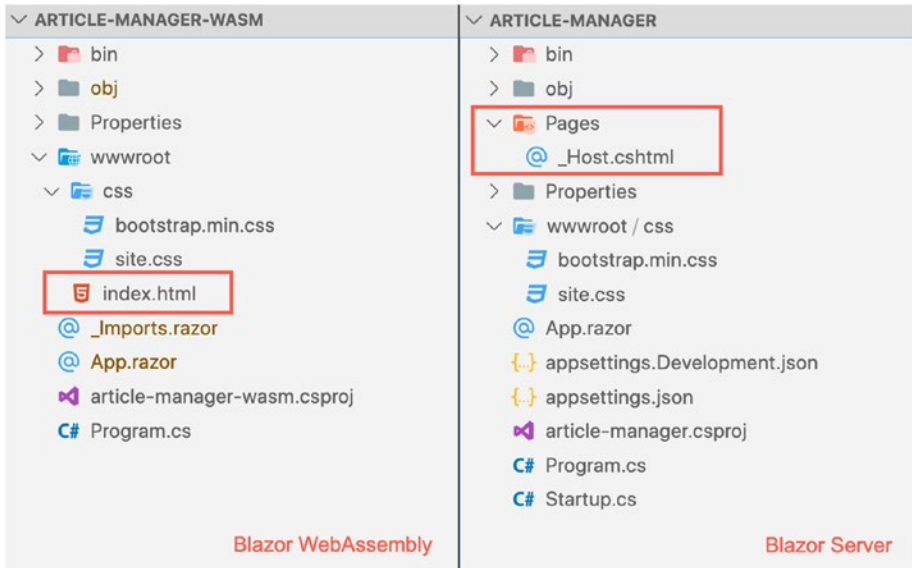 ARTICLE-MANAGER-WASM
bin
obj
Properties
wwwroot
css
bootstrap.min.css
site.css
index.html
_Imports.razor
App.razor
article-manager-wasm.csproj
C# Program.cs
Blazor WebAssembly
ARTICLE-MANAGER
bin
obj
Pages
_Host.cshtml
Properties
wwwroot / css
bootstrap.min.css
site.css
App.razor
{..} appsettings.Development.json
{..} appsettings.json
article-manager.csproj
C# Program.cs
C# Startup.cs
Blazor Server